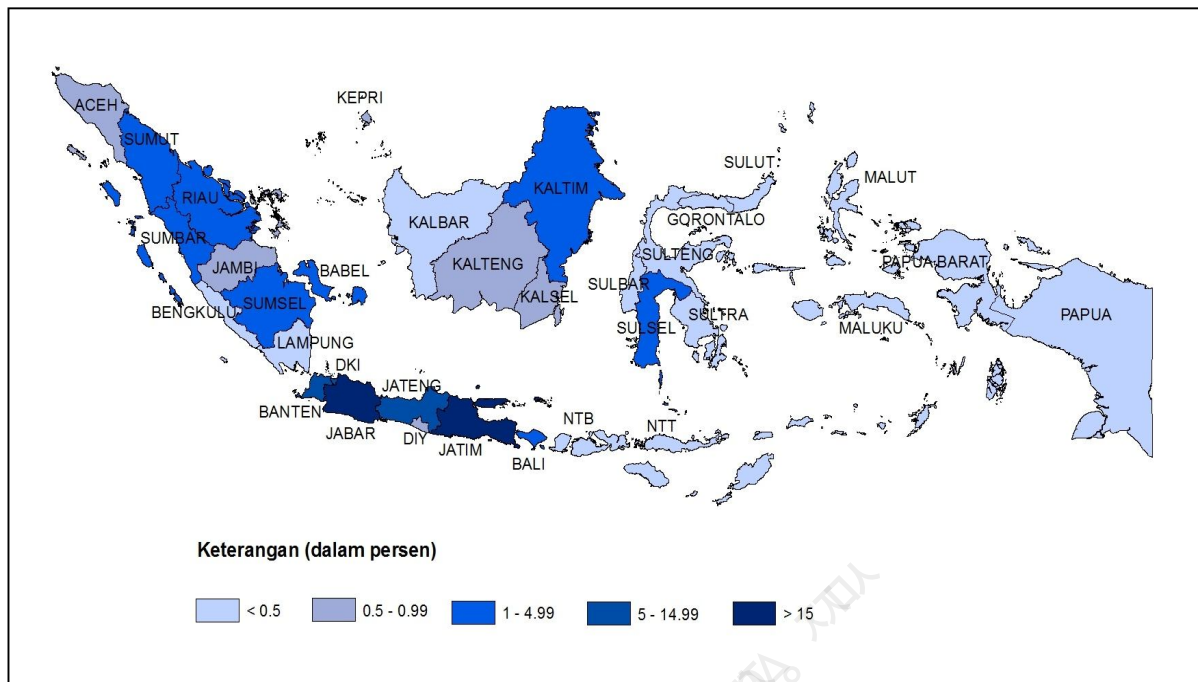 ACEH
SUMUT
KEPRI
RIAU
SUMBAR
JAMBI
BABEL
BENGKULU
SUMSEL
LAMPUNG
KALBAR
KALTIM
KALTENG
KALSEL
SULUT
MALUT
GORONTALO
SULTENG
SULBAR
PAPUA BARAT
SULSEL
SULTRA
MALUKU
PAPUA
DKI
JATENG
BANTEN
JABAR
DIY
JATIM
BALI
NTB
NTT
Keterangan (dalam persen)
< 0.5
0.5 - 0.99
1 - 4.99
5 - 14.99
> 15